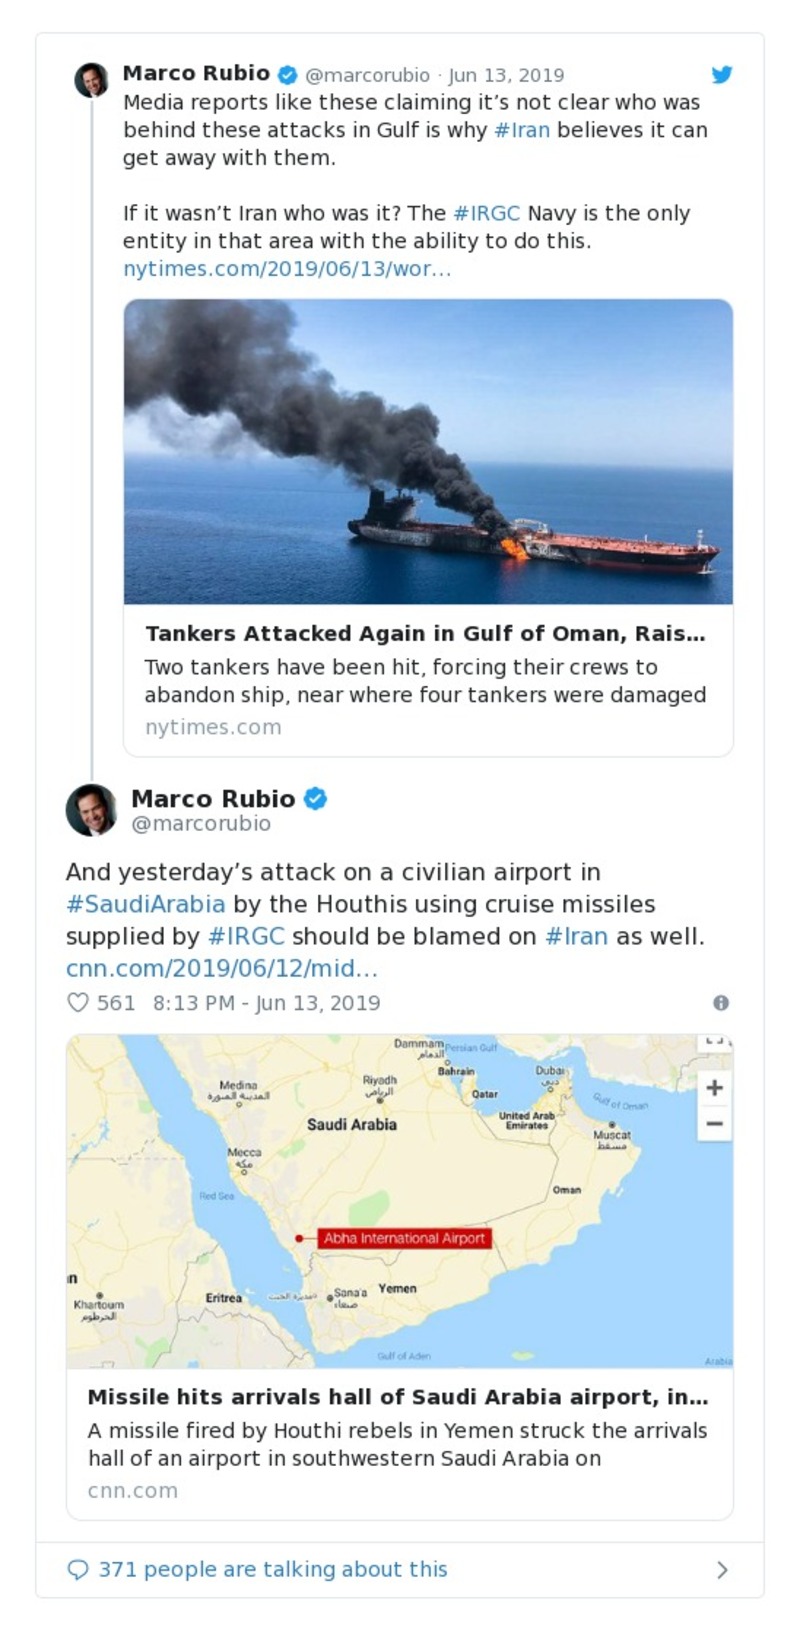 Marco Rubio @marcorubio · Jun 13, 2019
Media reports like these claiming it’s not clear who was
behind these attacks in Gulf is why #Iran believes it can
get away with them.
If it wasn’t Iran who was it? The #IRGC Navy is the only
entity in that area with the ability to do this.
nytimes.com/2019/06/13/wor…
Tankers Attacked Again in Gulf of Oman, Rais…
Two tankers have been hit, forcing their crews to
abandon ship, near where four tankers were damaged
nytimes.com
Marco Rubio
@marcorubio
And yesterday’s attack on a civilian airport in
#SaudiArabia by the Houthis using cruise missiles
supplied by #IRGC should be blamed on #Iran as well.
cnn.com/2019/06/12/mid…
561 8:13 PM - Jun 13, 2019
Dammam
الدمام
Persian Gulf
Bahrain
Dubai
دبي
Medina
المدينة المنورة
Riyadh
الرياض
Qatar
Gulf of Oman
United Arab
Emirates
Saudi Arabia
Muscat
مسقط
Mecca
مكة
Oman
Red Sea
Abha International Airport
Khartoum
الخرطوم
Eritrea
Sana'a
صنعاء
Yemen
Gulf of Aden
Arabia
Missile hits arrivals hall of Saudi Arabia airport, in…
A missile fired by Houthi rebels in Yemen struck the arrivals
hall of an airport in southwestern Saudi Arabia on
cnn.com
371 people are talking about this